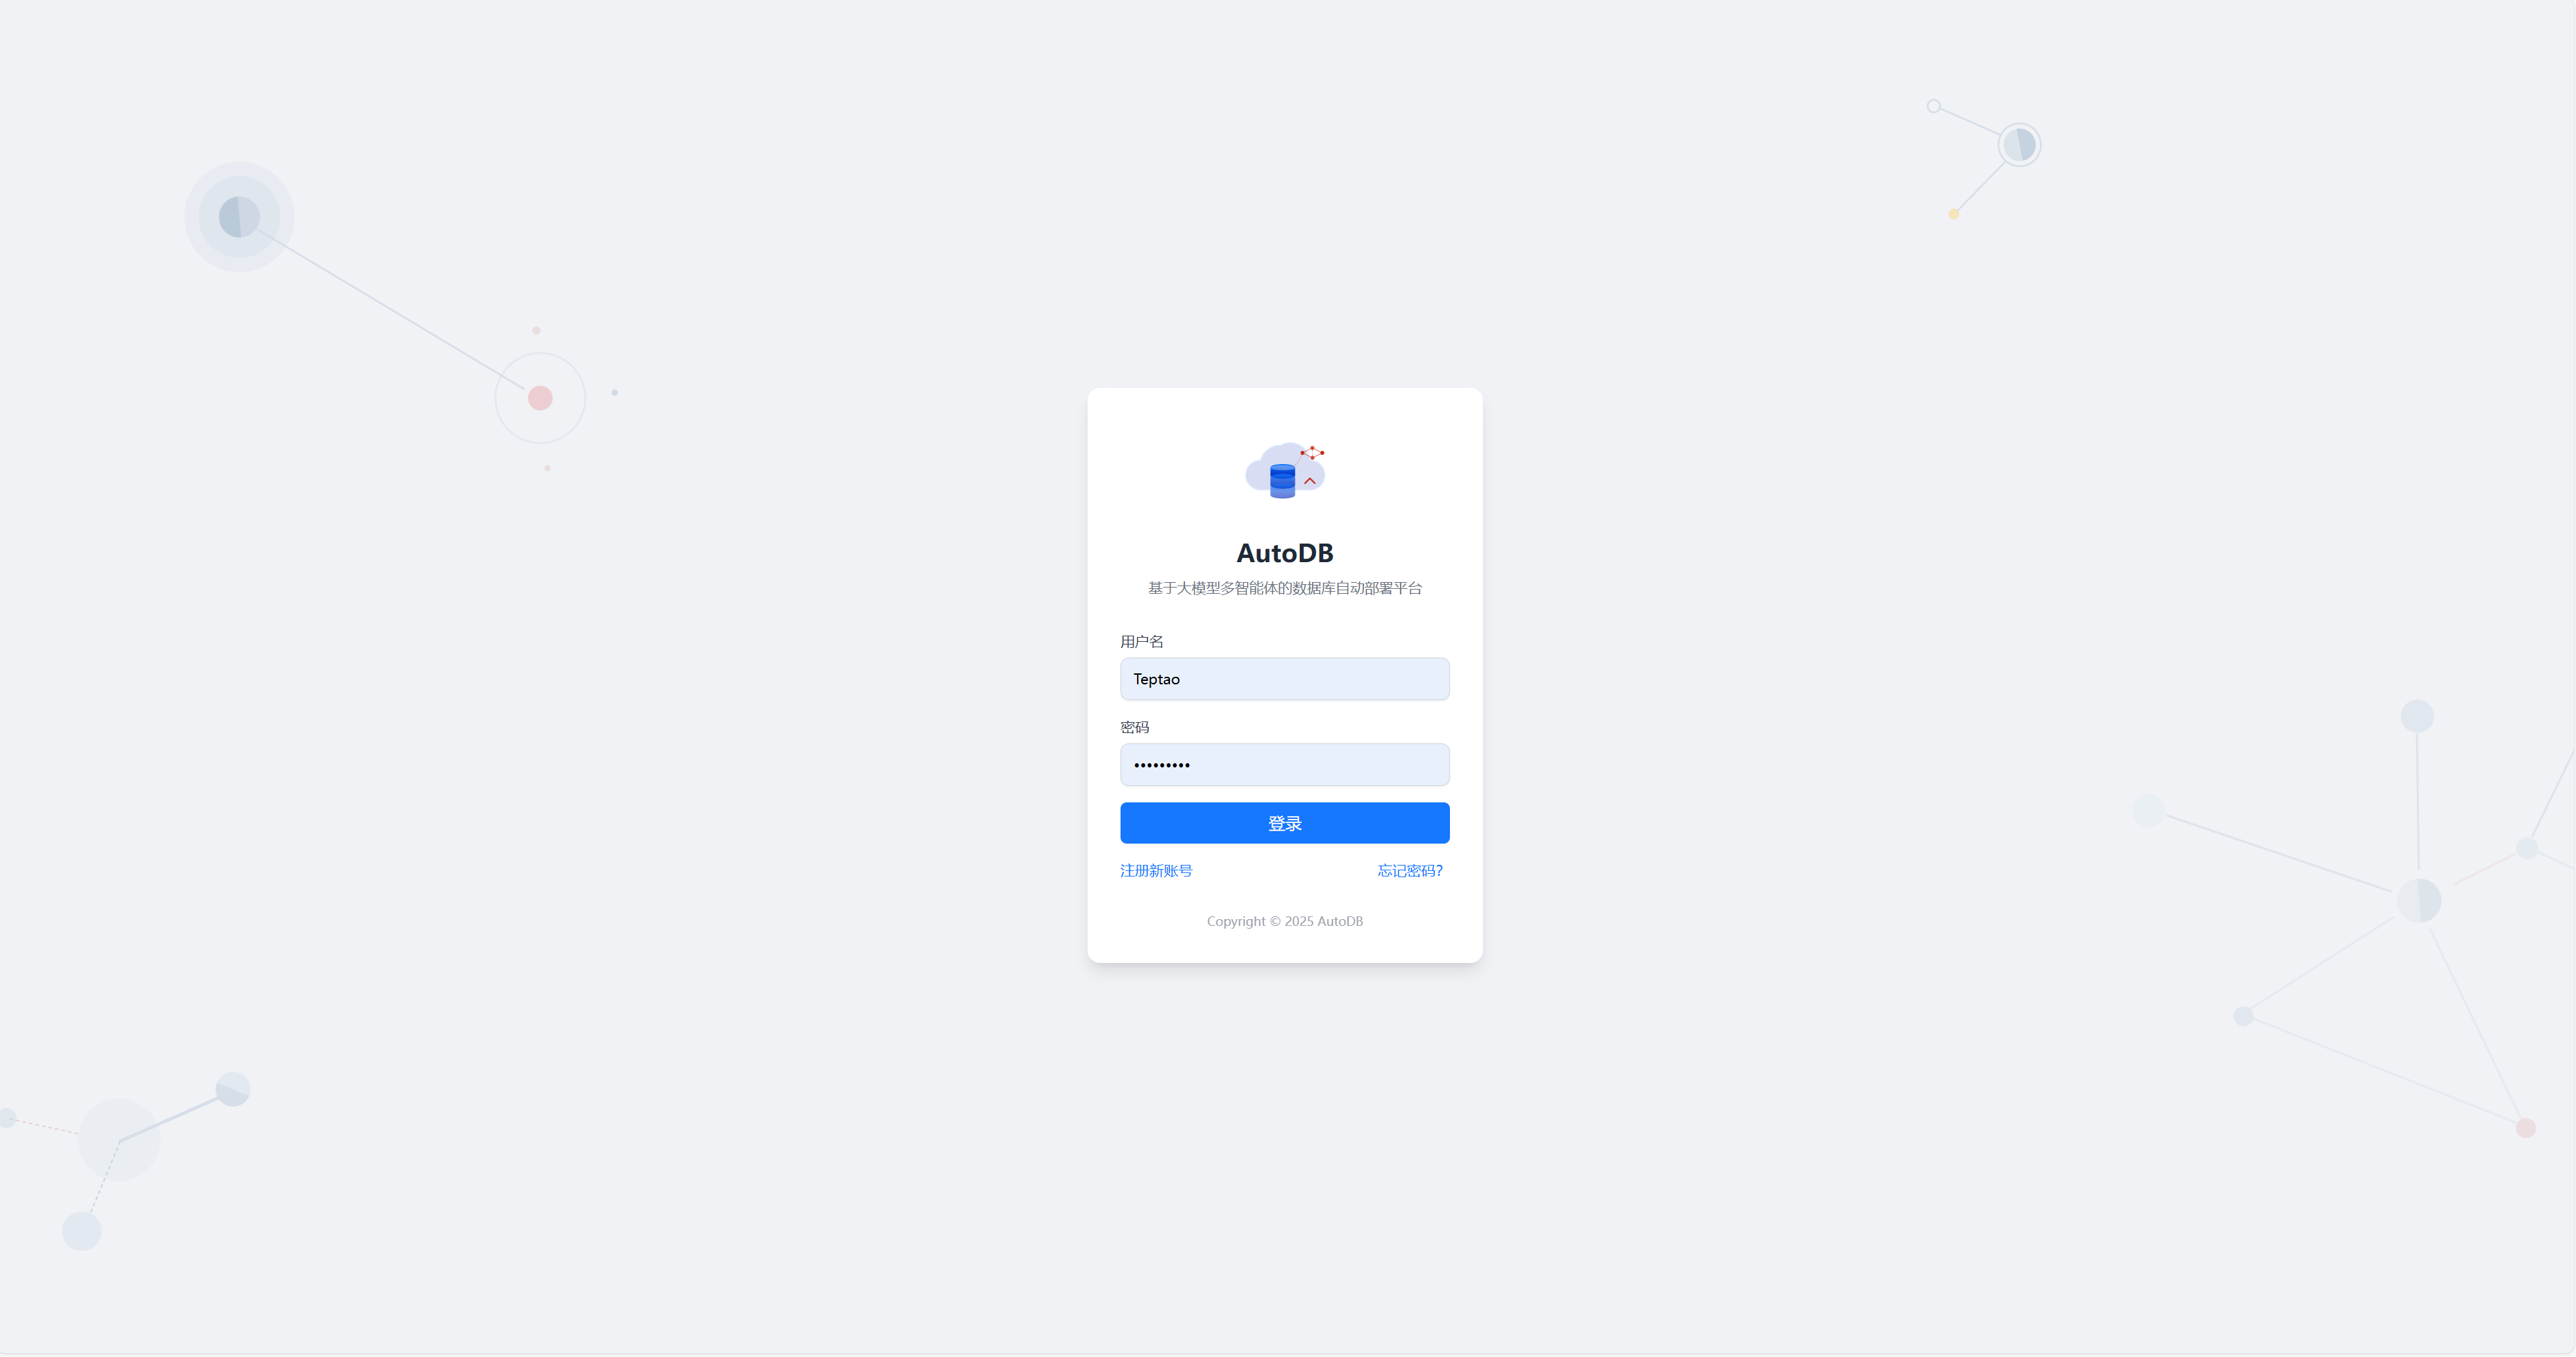 AutoDB
基于大模型多智能体的数据库自动部署平台
用户名
Teptao
密码
•••••••••
登录
注册新账号 忘记密码?
Copyright © 2025 AutoDB